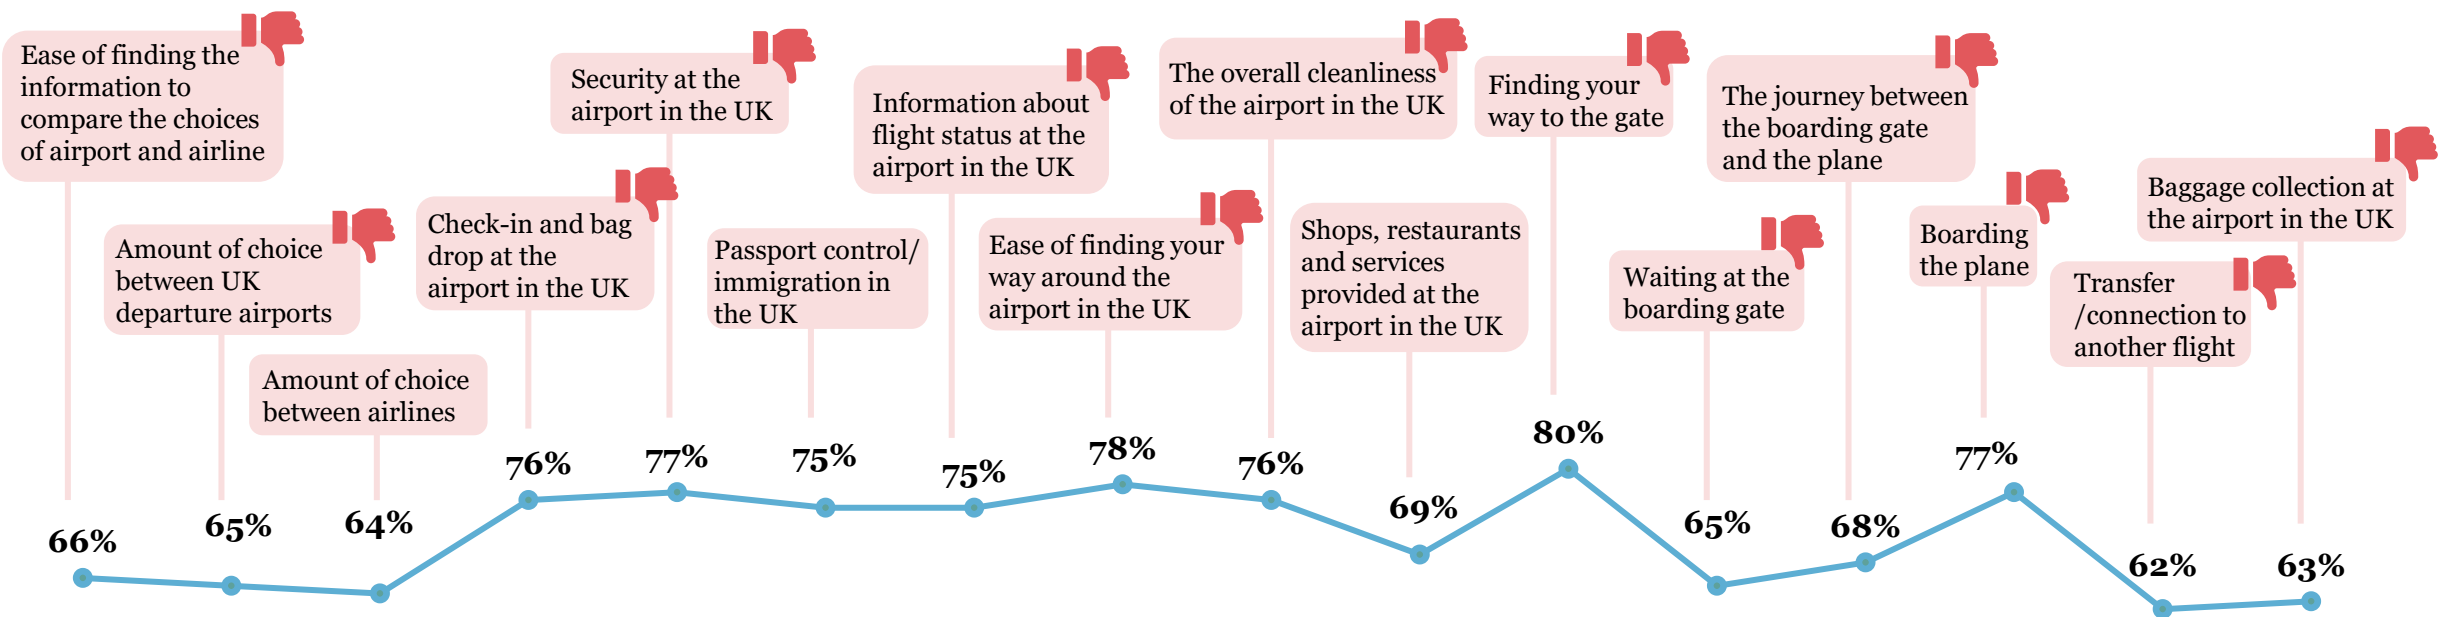 Ease of finding the
information to
compare the choices
of airport and airline
Amount of choice
between UK
departure airports
Amount of choice
between airlines
Check-in and bag
drop at the
airport in the UK
Security at the
airport in the UK
Passport control/
immigration in
the UK
Information about
flight status at the
airport in the UK
Ease of finding your
way around the
airport in the UK
The overall cleanliness
of the airport in the UK
Shops, restaurants
and services
provided at the
airport in the UK
Finding your
way to the gate
Waiting at the
boarding gate
The journey between
the boarding gate
and the plane
Boarding
the plane
Transfer
/connection to
another flight
Baggage collection at
the airport in the UK
66%
65%
64%
76%
77%
75%
75%
78%
76%
69%
80%
65%
68%
77%
62%
63%